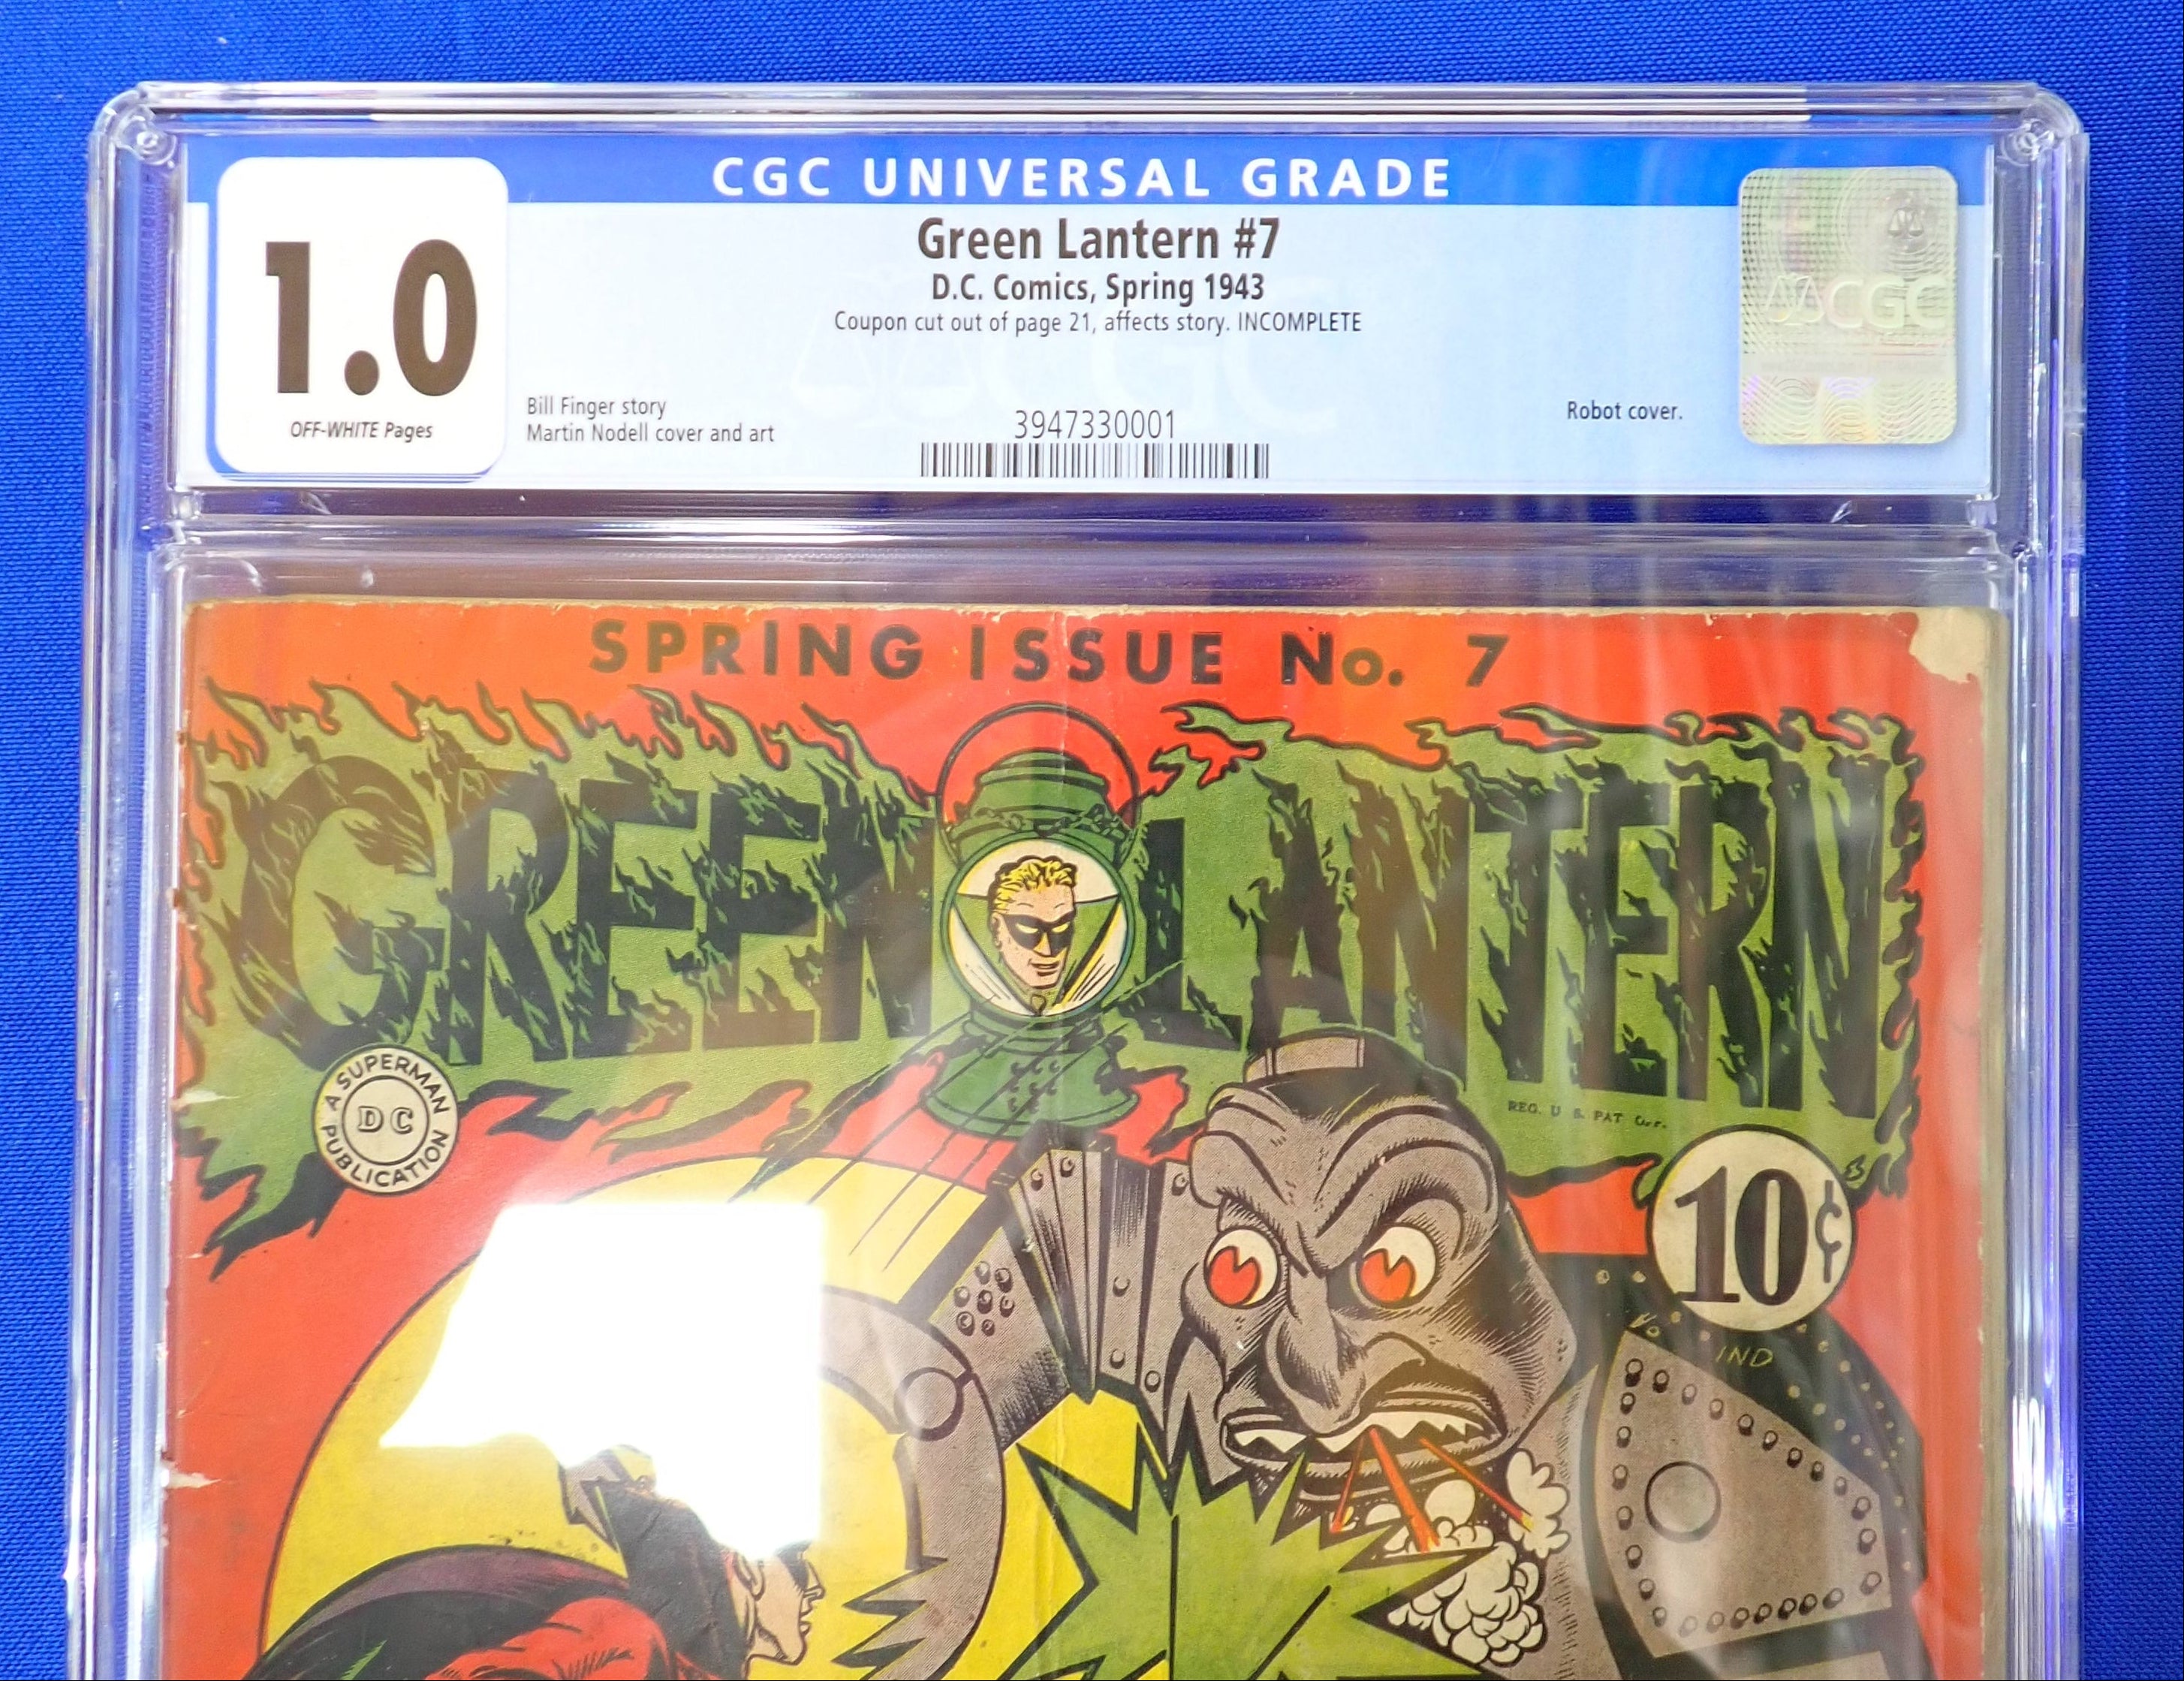 CGC UNIVERSAL GRADE
1.0
OFF-WHITE Pages
Green Lantern #7
D.C. Comics, Spring 1943
Coupon cut out of page 21, affects story. INCOMPLETE
Bill Finger story
Martin Nodell cover and art
3947330001
Robot cover.
CGC
SPRING ISSUE No. 7
GREEN LANTERN
A SUPERMAN
DC
PUBLICATION
REG. U. S. PAT. OFF.
10¢
IND